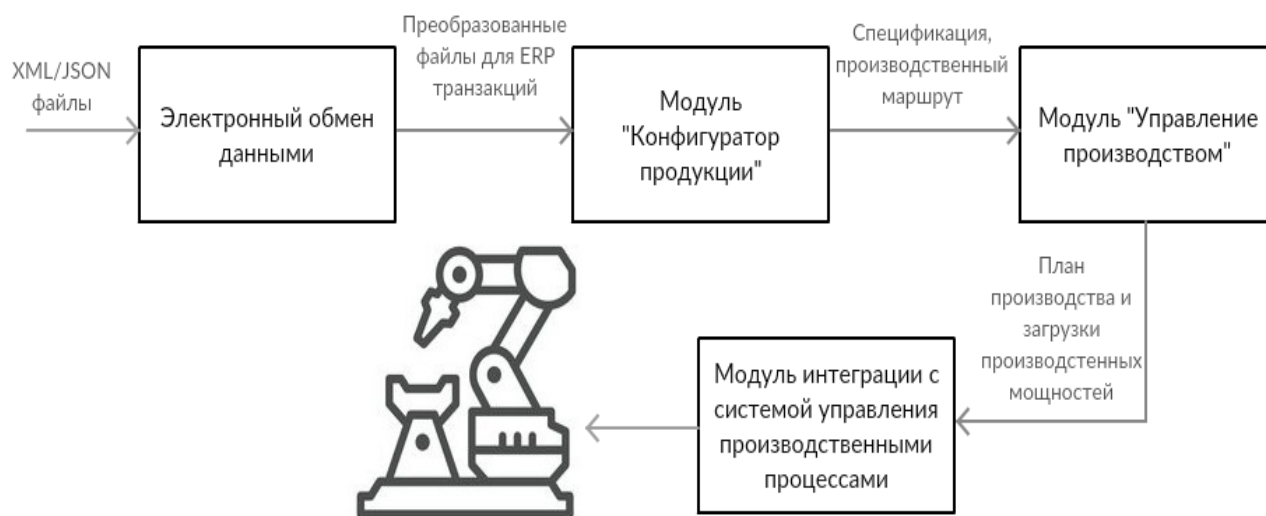 XML/JSON
файлы
Электронный обмен
данными
Преобразованные
файлы для ERP
транзакций
Модуль
"Конфигуратор
продукции"
Спецификация,
производственный
маршрут
Модуль "Управление
производством"
План
производства и
загрузки
производстенных
мощностей
Модуль интеграции с
системой управления
производственными
процессами